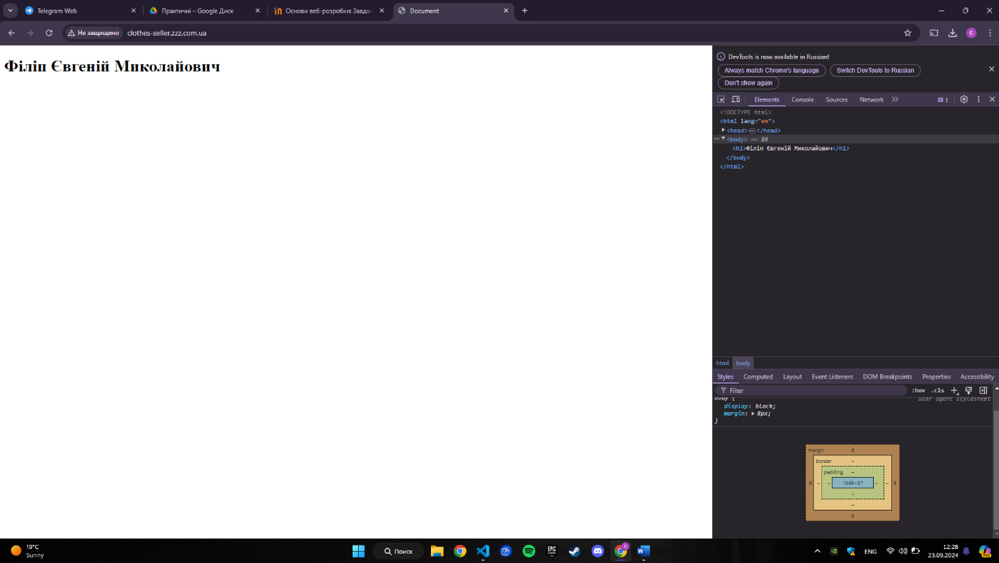 Telegram Web
Практичні – Google Диск
Основи веб-розробки: Завдан
Document
Не защищено
clothes-seller.zzz.com.ua
Є
Філіп Євгеній Миколайович
DevTools is now available in Russian!
Always match Chrome's language
Switch DevTools to Russian
Don't show again
Elements
Console
Sources
Network
1
<!DOCTYPE html>
<html lang="en">
<head> ⋯ </head>
<body> == $0
<h1>Філіп Євгеній Миколайович</h1>
</body>
</html>
html
body
Styles
Computed
Layout
Event Listeners
DOM Breakpoints
Properties
Accessibility
Filter
:hov
.cls
body {
user agent stylesheet
display: block;
margin: 8px;
}
margin
8
border
–
padding
–
8
–
–
1349×37
–
–
8
–
–
8
19°C
Sunny
Поиск
EPIC
GAMES
Є
W
ENG
12:28
23.09.2024
PRE